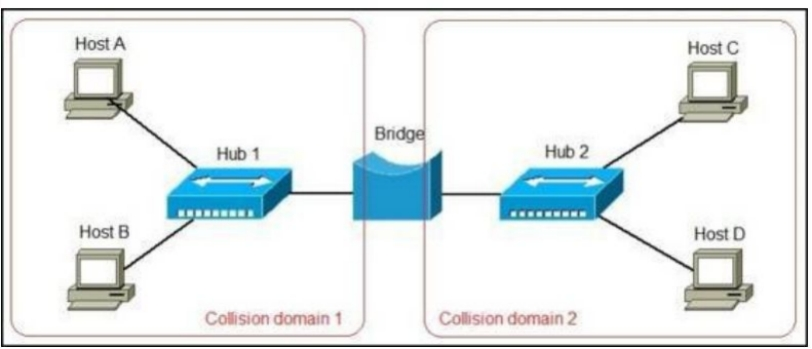 Host A
Host C
Bridge
Hub 1
Hub 2
Host B
Host D
Collision domain 1
Collision domain 2